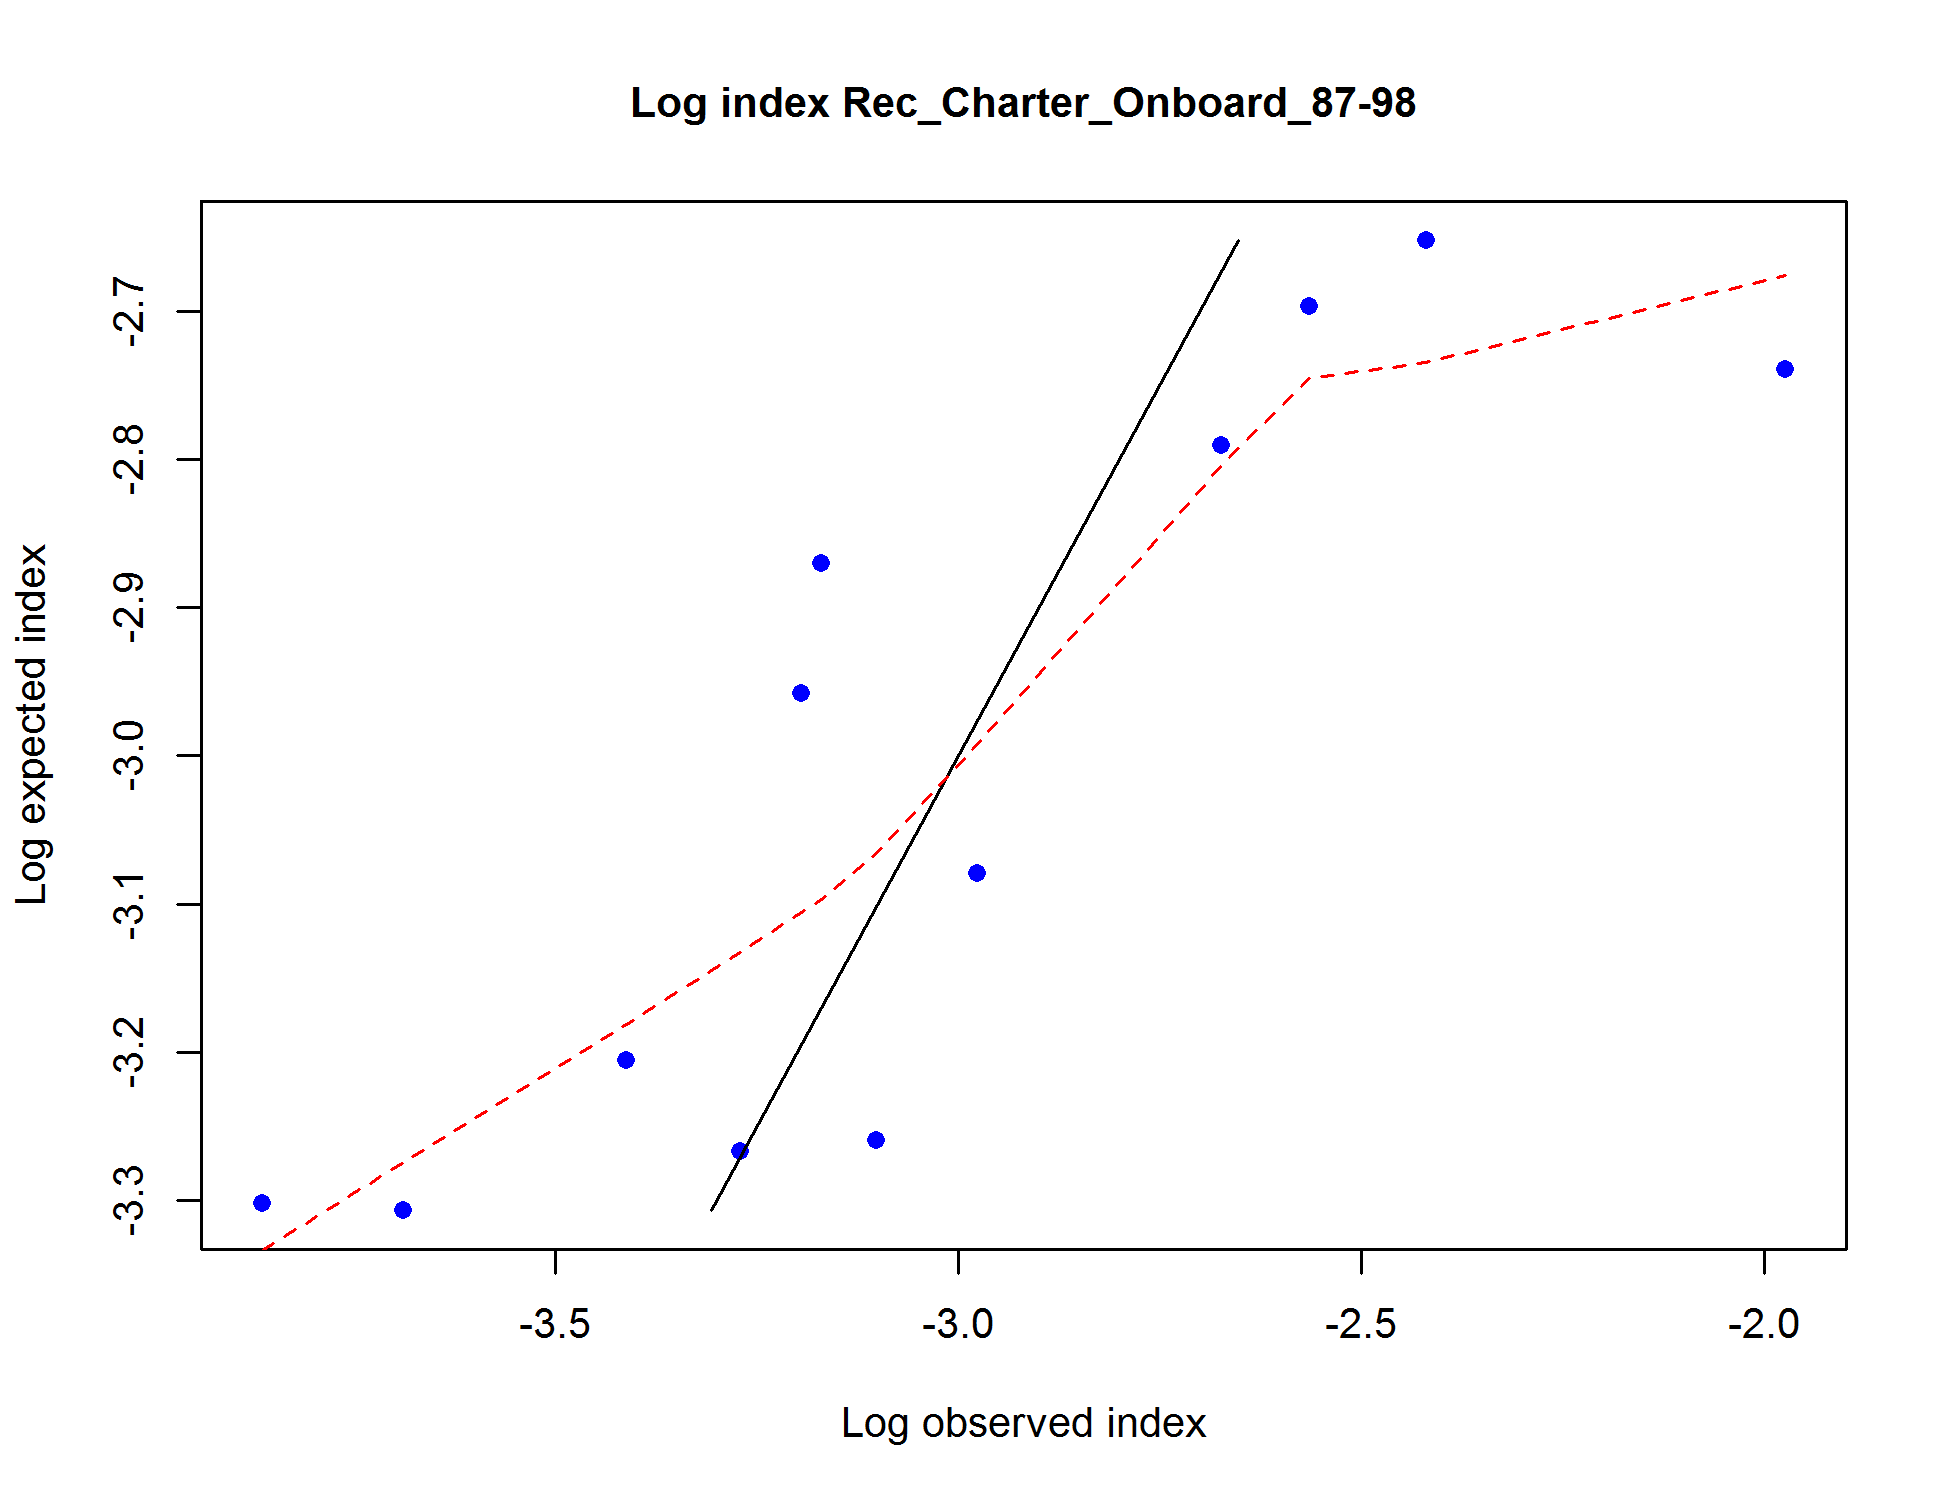 Log index Rec_Charter_Onboard_87-98
Log expected index
-2.7
-2.8
-2.9
-3.0
-3.1
-3.2
-3.3
-3.5 -3.0 -2.5 -2.0
Log observed index